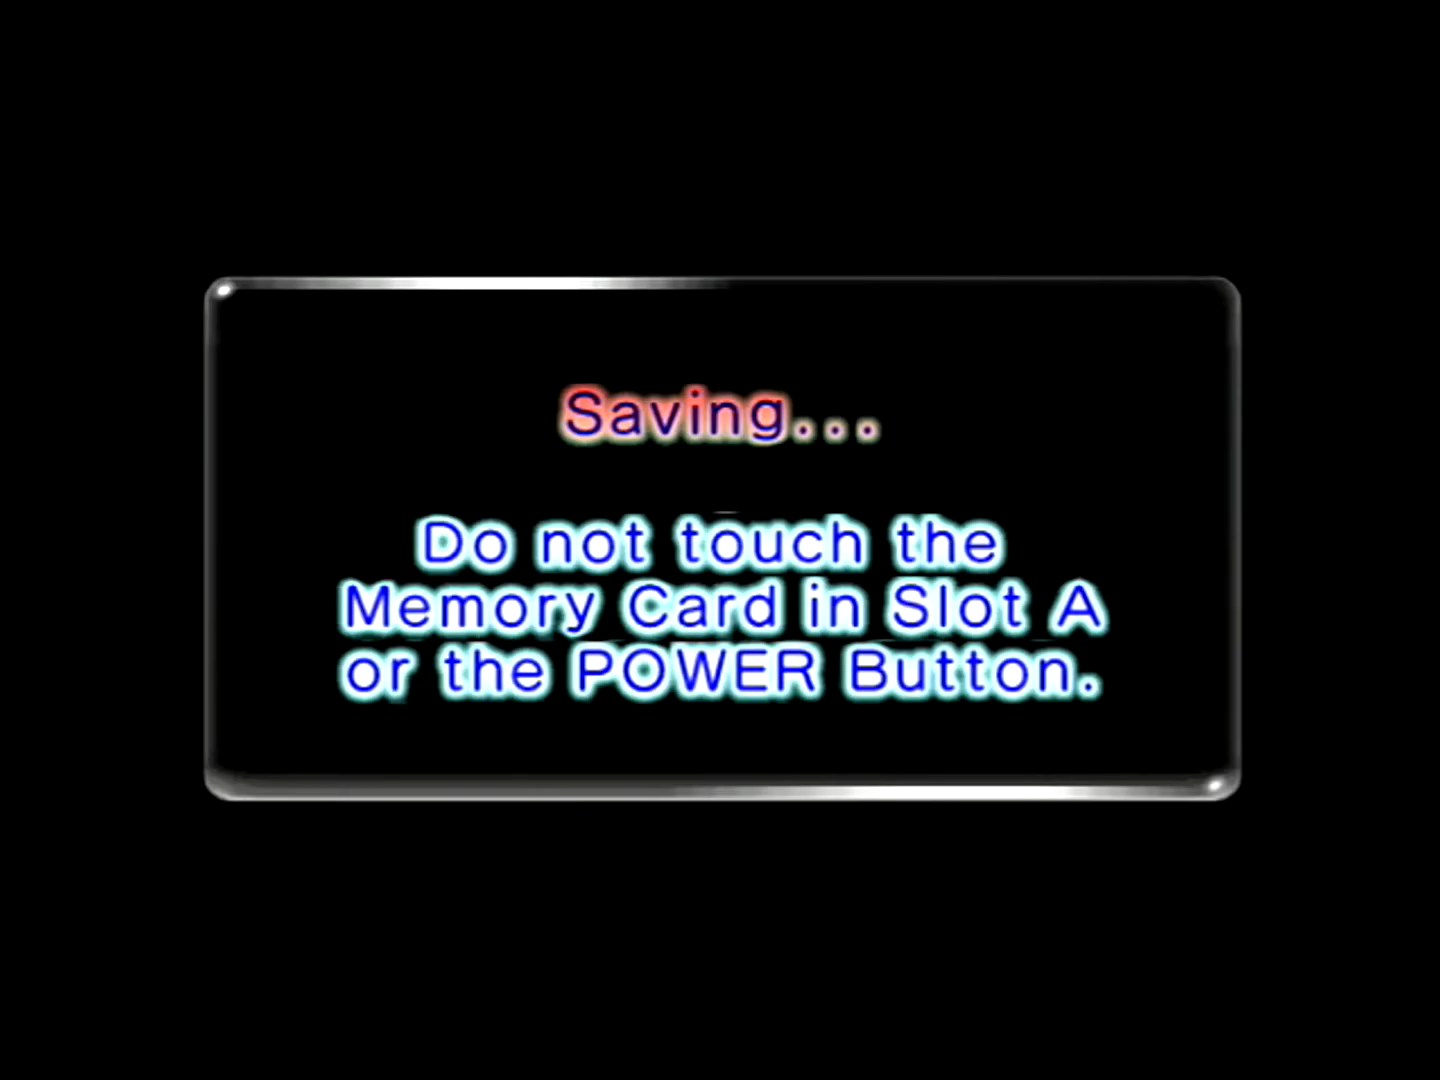 Saving...
Do not touch the
Memory Card in Slot A
or the POWER Button.